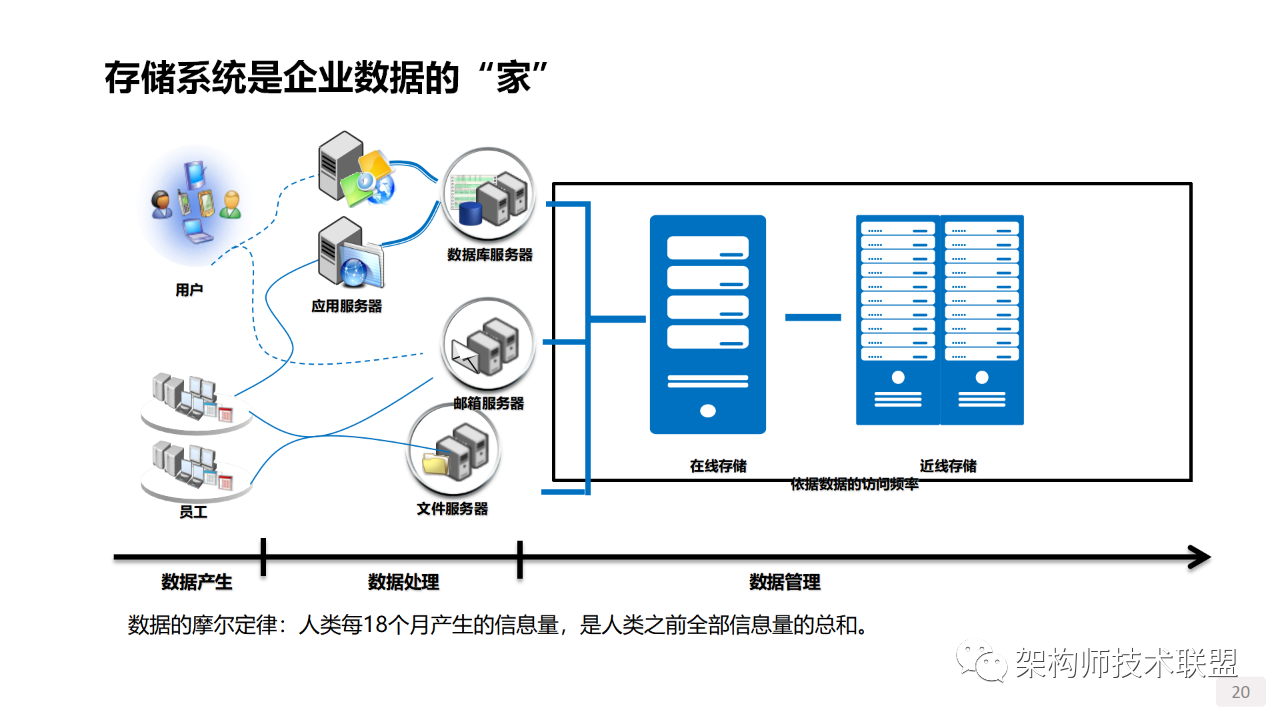 存储系统是企业数据的“家”
数据库服务器
用户
应用服务器
邮箱服务器
在线存储
近线存储
依据数据的访问频率
员工
文件服务器
数据产生
数据处理
数据管理
数据的摩尔定律：人类每18个月产生的信息量，是人类之前全部信息量的总和。
架构师技术联盟
20